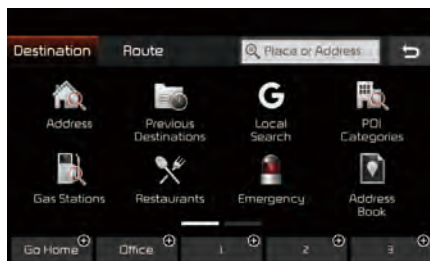 Destination
Route
Place or Address
Address
Previous
Destinations
G
Local
Search
POI
Categories
Gas Stations
Restaurants
Emergency
Address
Book
Go Home
Office
1
2
3